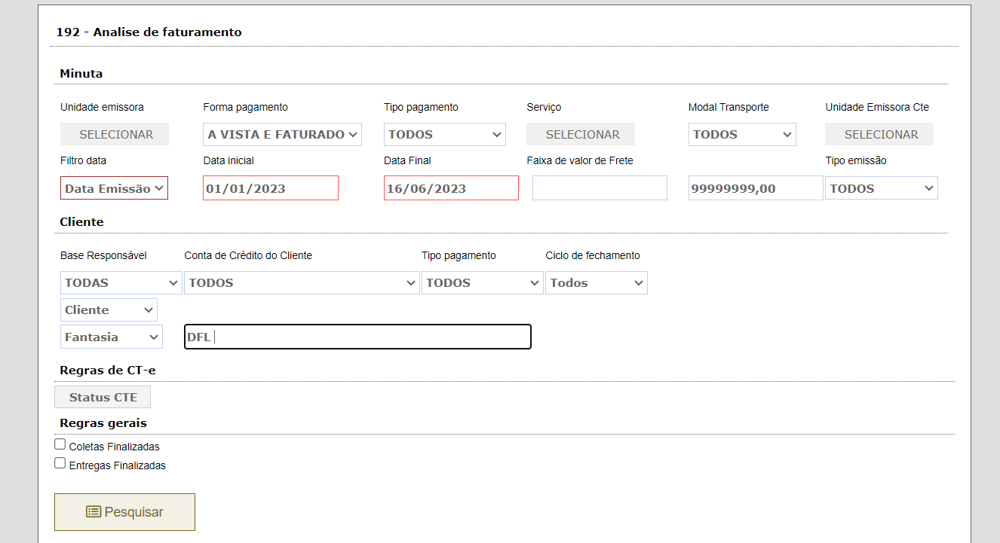 192 - Analise de faturamento
Minuta
Unidade emissora Forma pagamento Tipo pagamento Serviço Modal Transporte Unidade Emissora Cte
SELECIONAR A VISTA E FATURADO TODOS SELECIONAR TODOS SELECIONAR
Filtro data Data inicial Data Final Faixa de valor de Frete Tipo emissão
Data Emissão 01/01/2023 16/06/2023 99999999,00 TODOS
Cliente
Base Responsável Conta de Crédito do Cliente Tipo pagamento Ciclo de fechamento
TODAS TODOS TODOS Todos
Cliente
Fantasia DFL
Regras de CT-e
Status CTE
Regras gerais
Coletas Finalizadas
Entregas Finalizadas
Pesquisar